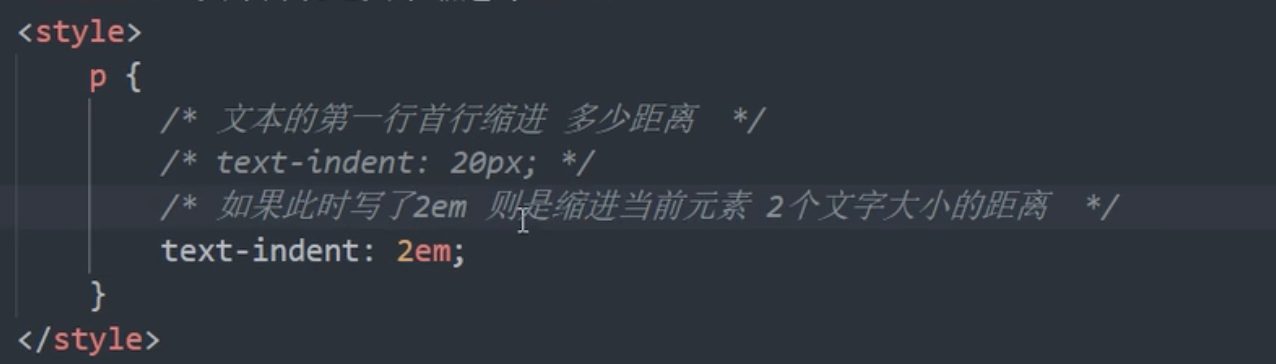 <style>
p {
/* 文本的第一行首行缩进 多少距离 */
/* text-indent: 20px; */
/* 如果此时写了2em 则是缩进当前元素 2个文字大小的距离 */
text-indent: 2em;
}
</style>